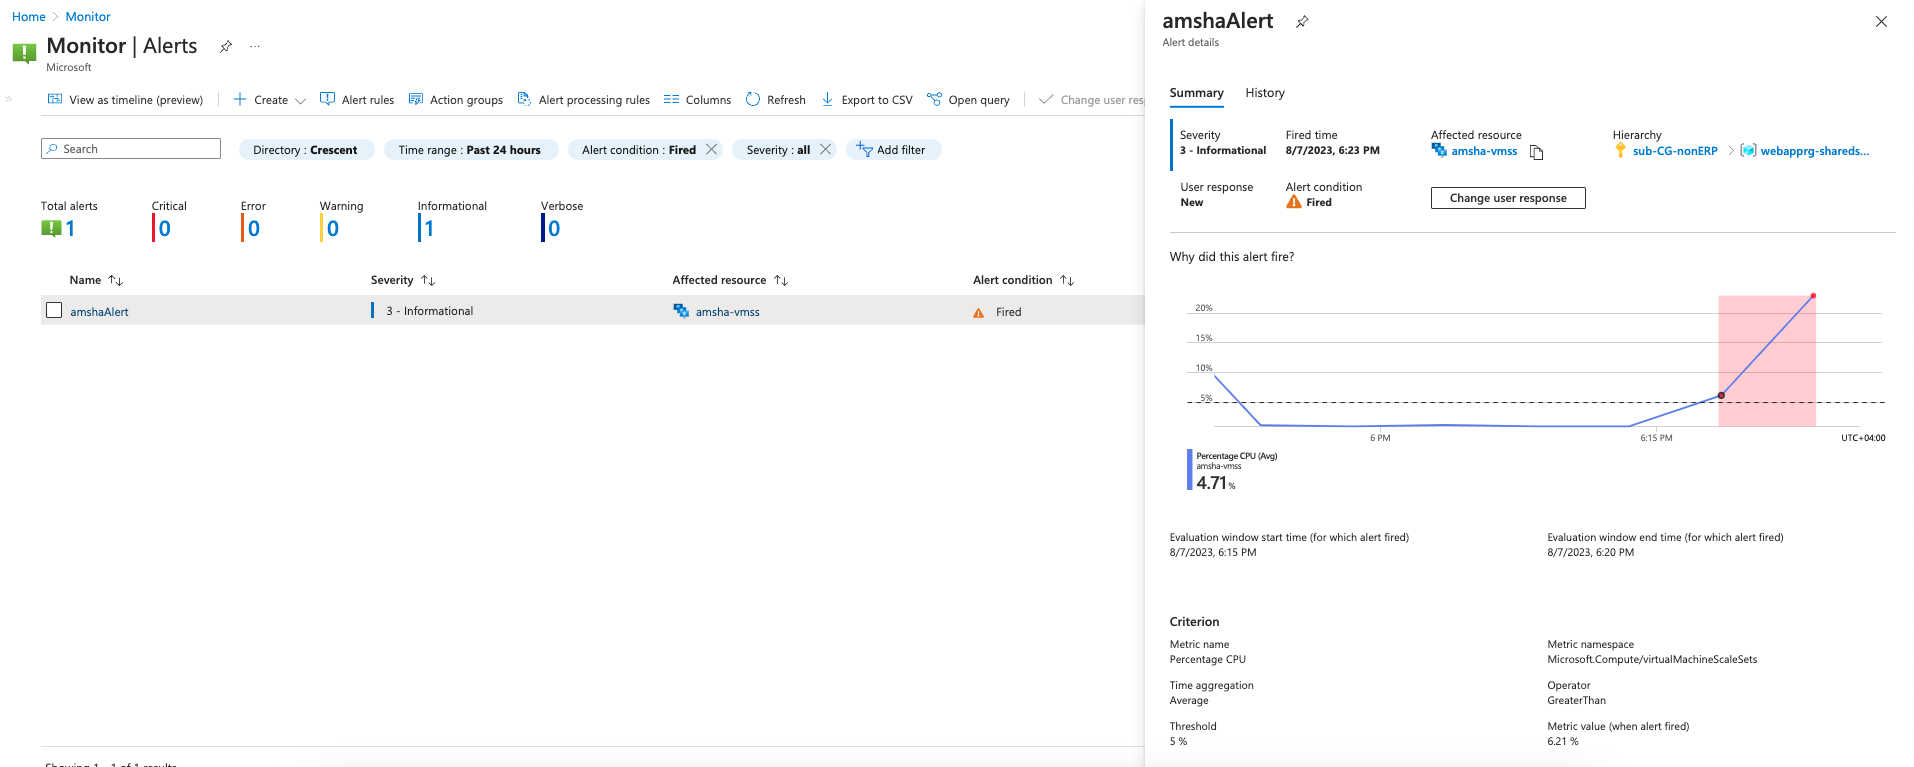 Home > Monitor
Monitor | Alerts ...
Microsoft
View as timeline (preview) Create Alert rules Action groups Alert processing rules Columns Refresh Export to CSV Open query Change user res
Search Directory : Crescent Time range : Past 24 hours Alert condition : Fired Severity : all Add filter
Total alerts Critical Error Warning Informational Verbose
1 0 0 0 1 0
Name Severity Affected resource Alert condition
amshaAlert 3 - Informational amsha-vmss Fired
Showing 1 - 1 of 1 results.
amshaAlert
Alert details
Summary History
Severity Fired time Affected resource Hierarchy
3 - Informational 8/7/2023, 6:23 PM amsha-vmss sub-CG-nonERP > webapprg-shareds...
User response Alert condition
New Fired Change user response
Why did this alert fire?
20%
15%
10%
5%
6 PM 6:15 PM UTC+04:00
Percentage CPU (Avg)
amsha-vmss
4.71 %
Evaluation window start time (for which alert fired) Evaluation window end time (for which alert fired)
8/7/2023, 6:15 PM 8/7/2023, 6:20 PM
Criterion
Metric name Metric namespace
Percentage CPU Microsoft.Compute/virtualMachineScaleSets
Time aggregation Operator
Average GreaterThan
Threshold Metric value (when alert fired)
5 % 6.21 %